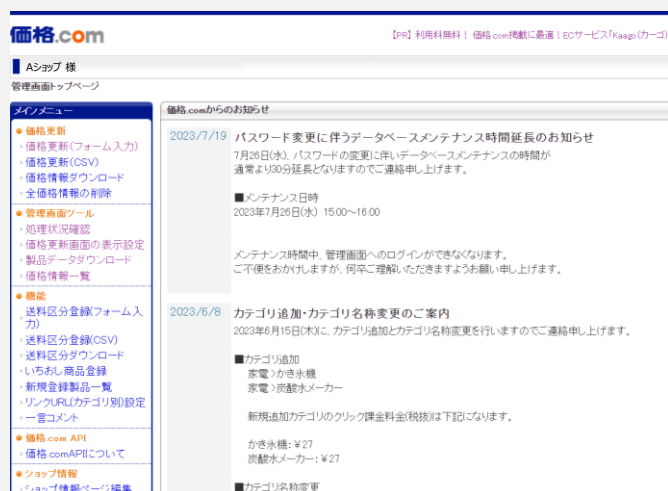 価格.com
【PR】利用料無料！ 価格.com掲載に最適！ECサービス「Kaago(カーゴ)
Aショップ 様
管理画面トップページ
メインメニュー
価格更新
価格更新(フォーム入力)
価格更新(CSV)
価格情報ダウンロード
全価格情報の削除
管理画面ツール
処理状況確認
価格更新画面の表示設定
製品データダウンロード
価格情報一覧
機能
送料区分登録(フォーム入
力)
送料区分登録(CSV)
送料区分ダウンロード
いちおし商品登録
新規登録製品一覧
リンクURL(カテゴリ別)設定
一言コメント
価格.com API
価格.comAPIについて
ショップ情報
ショップ情報ページ編集
価格.comからのお知らせ
2023/7/19 パスワード変更に伴うデータベースメンテナンス時間延長のお知らせ
7月26日(水)、パスワードの変更に伴いデータベースメンテナンスの時間が
通常より30分延長となりますのでご連絡申し上げます。
■メンテナンス日時
2023年7月26日(水) 15:00～16:00
メンテナンス時間中、管理画面へのログインができなくなります。
ご不便をおかけしますが、何卒ご理解いただきますようお願い申し上げます。
2023/6/8 カテゴリ追加・カテゴリ名称変更のご案内
2023年6月15日(木)に、カテゴリ追加とカテゴリ名称変更を行いますのでご連絡申し上げます。
■カテゴリ追加
家電＞かき氷機
家電＞炭酸水メーカー
新規追加カテゴリのクリック課金料金(税抜)は下記になります。
かき氷機：￥27
炭酸水メーカー：￥27
■カテゴリ名称変更